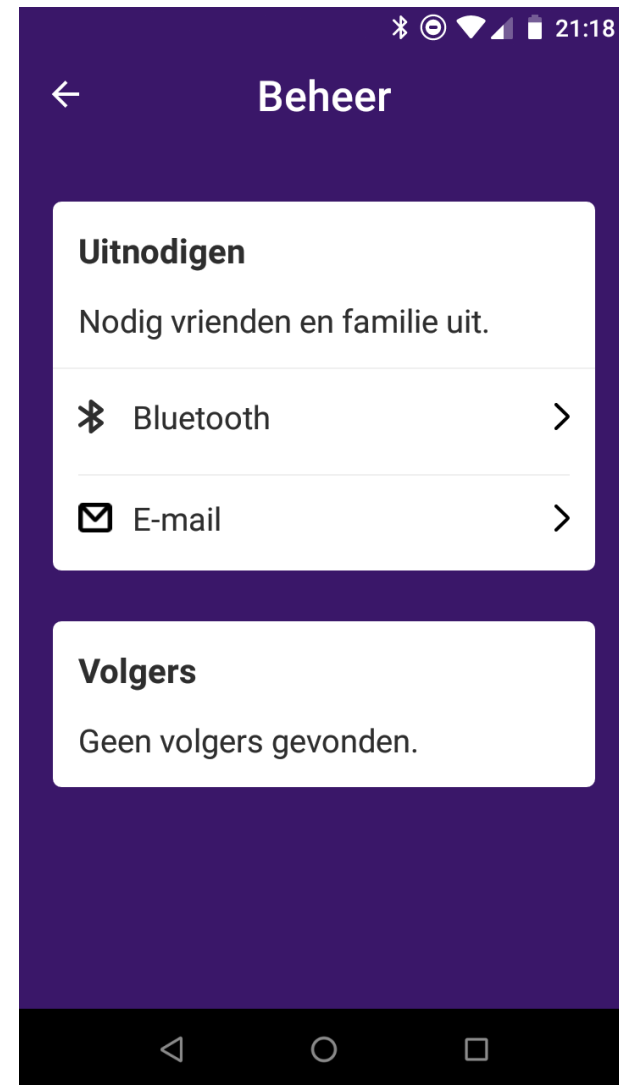 21:18
Beheer
Uitnodigen
Nodig vrienden en familie uit.
Bluetooth
E-mail
Volgers
Geen volgers gevonden.